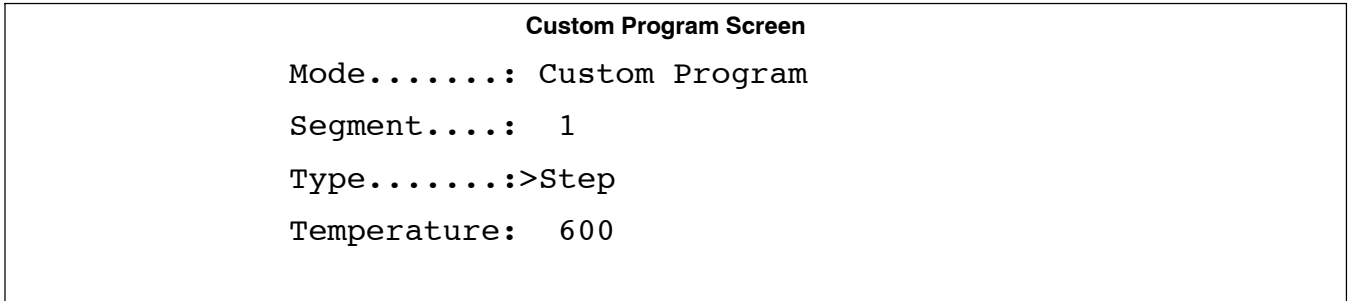 Custom Program Screen
Mode.......: Custom Program
Segment....:  1
Type.......:>Step
Temperature:  600